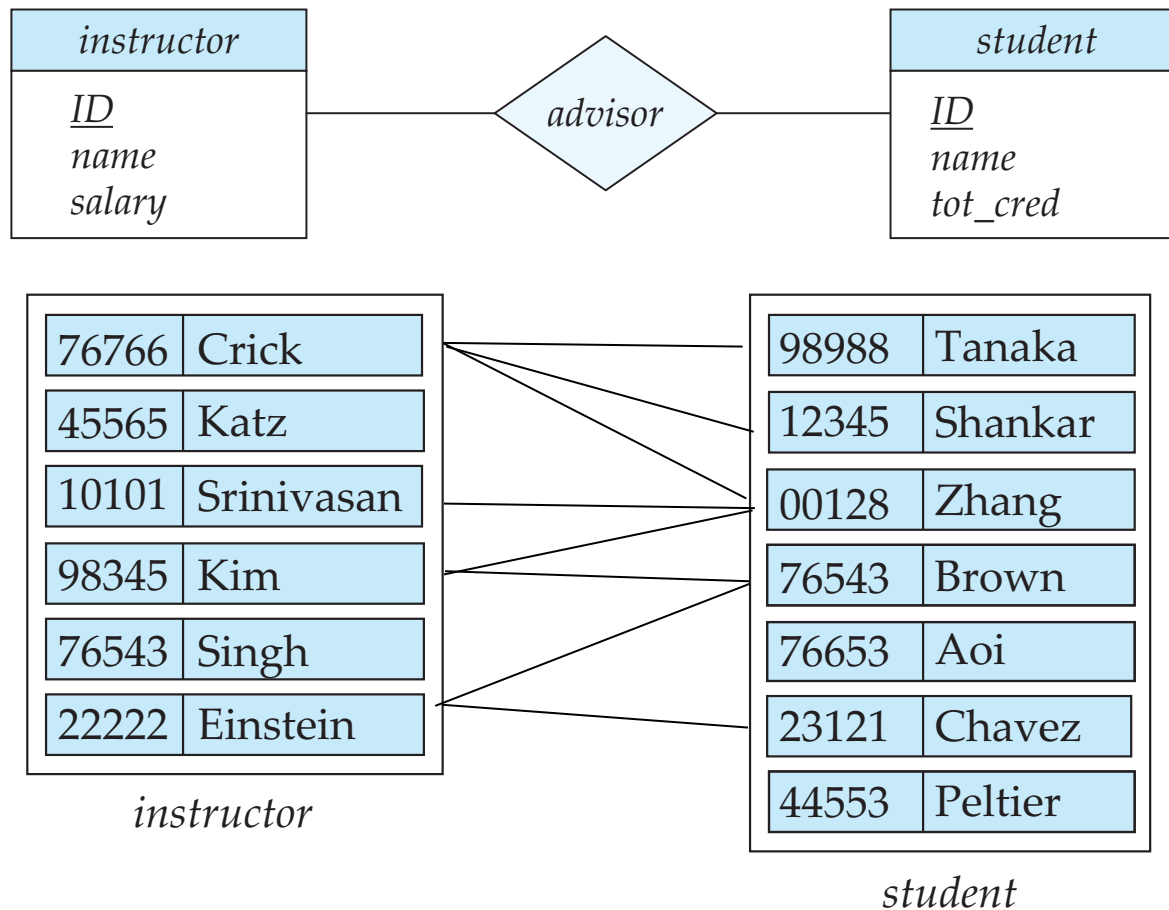 instructor
ID
name
salary
advisor
student
ID
name
tot_cred
76766 Crick
45565 Katz
10101 Srinivasan
98345 Kim
76543 Singh
22222 Einstein
instructor
98988 Tanaka
12345 Shankar
00128 Zhang
76543 Brown
76653 Aoi
23121 Chavez
44553 Peltier
student